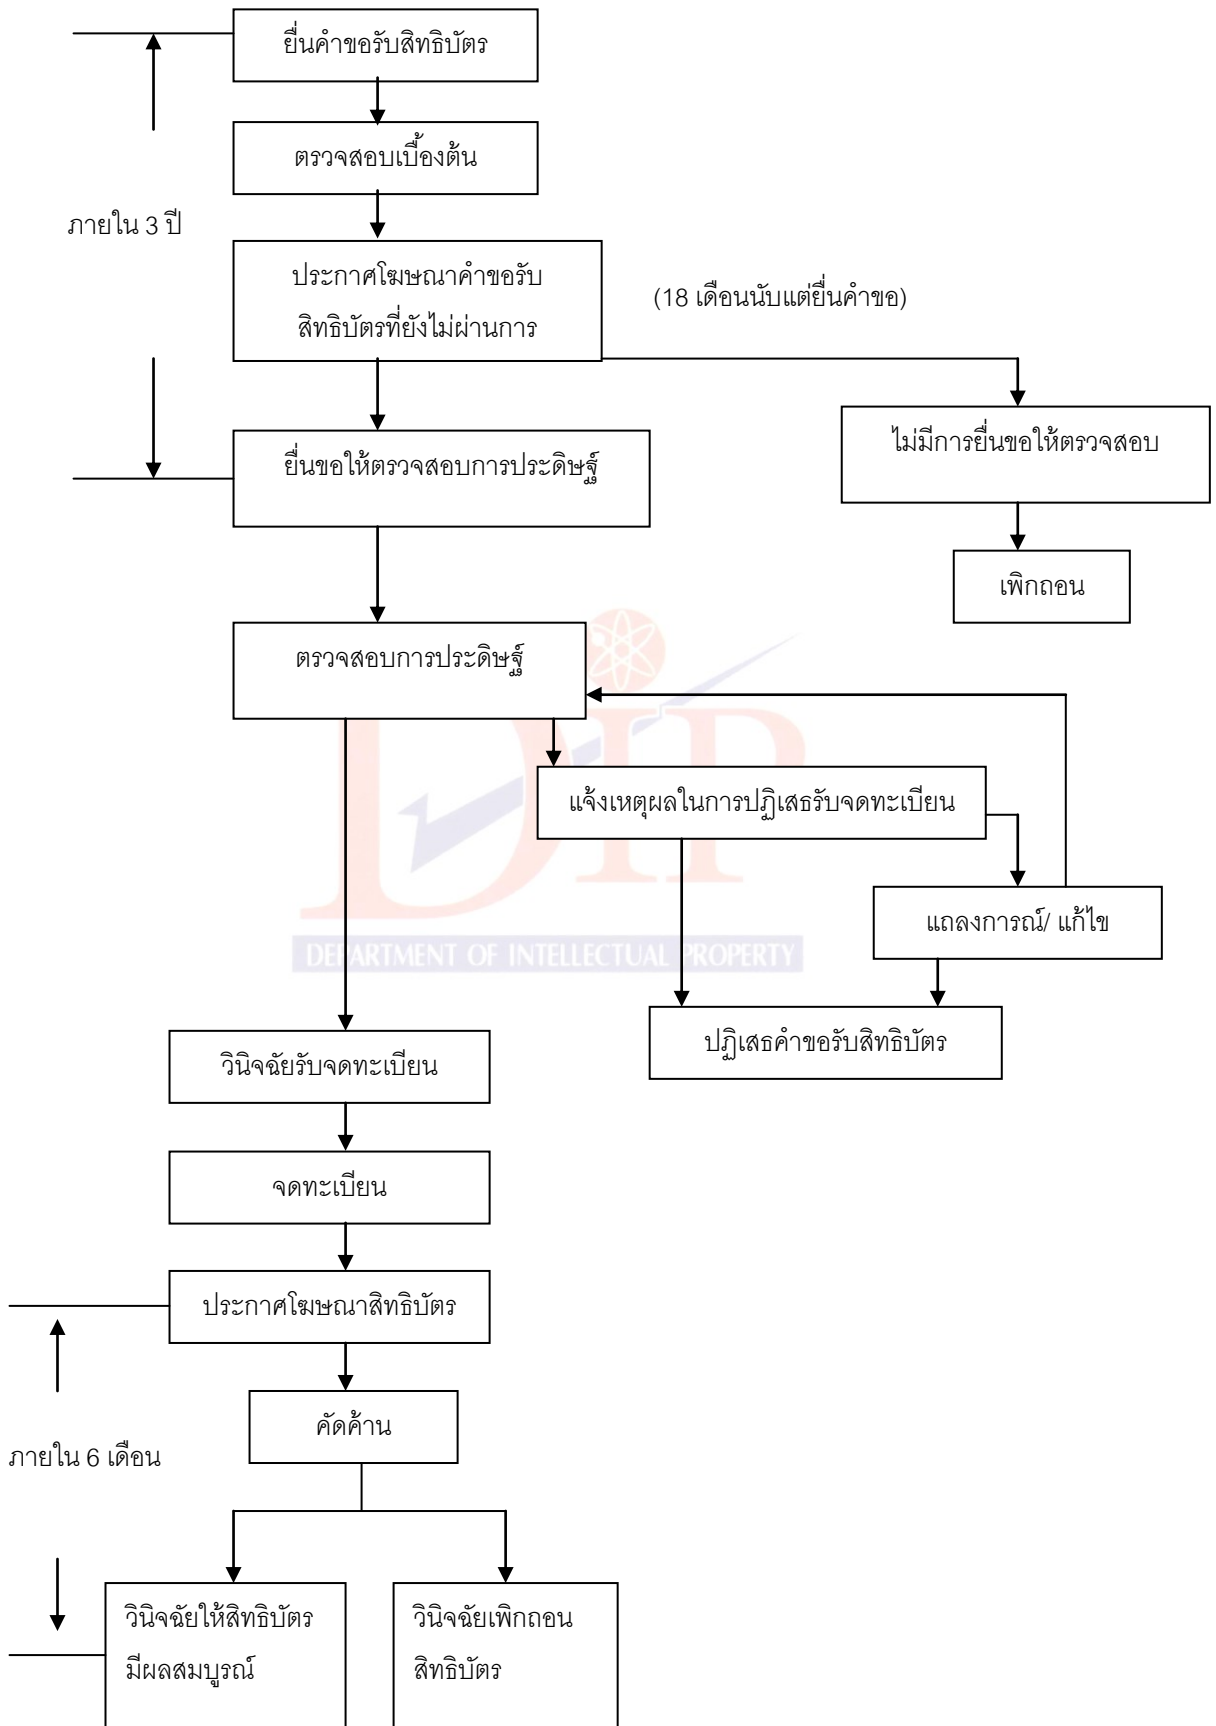 ยื่นคำขอรับสิทธิบัตร
ตรวจสอบเบื้องต้น
ภายใน 3 ปี
ประกาศโฆษณาคำขอรับ
สิทธิบัตรที่ยังไม่ผ่านการ
(18 เดือนนับแต่ยื่นคำขอ)
ไม่มีการยื่นขอให้ตรวจสอบ
ยื่นขอให้ตรวจสอบการประดิษฐ์
เพิกถอน
ตรวจสอบการประดิษฐ์
DIP
แจ้งเหตุผลในการปฏิเสธรับจดทะเบียน
แถลงการณ์/ แก้ไข
DEPARTMENT OF INTELLECTUAL PROPERTY
ปฏิเสธคำขอรับสิทธิบัตร
วินิจฉัยรับจดทะเบียน
จดทะเบียน
ประกาศโฆษณาสิทธิบัตร
คัดค้าน
ภายใน 6 เดือน
วินิจฉัยให้สิทธิบัตร
มีผลสมบูรณ์
วินิจฉัยเพิกถอน
สิทธิบัตร